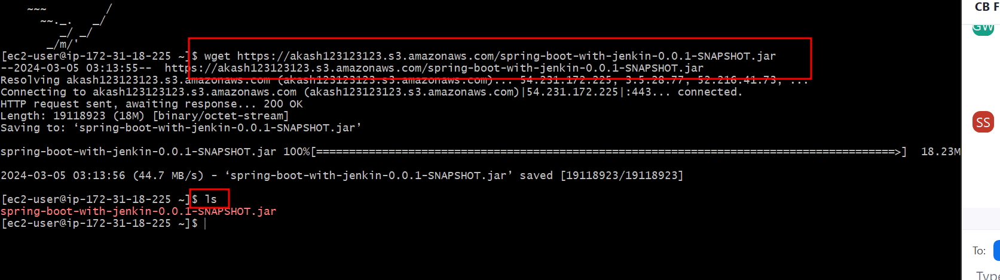 ~~~ /
~~._. _/
_/ _/
_/m/'
[ec2-user@ip-172-31-18-225 ~]$ wget https://akash123123123.s3.amazonaws.com/spring-boot-with-jenkin-0.0.1-SNAPSHOT.jar
--2024-03-05 03:13:55-- https://akash123123123.s3.amazonaws.com/spring-boot-with-jenkin-0.0.1-SNAPSHOT.jar
Resolving akash123123123.s3.amazonaws.com (akash123123123.s3.amazonaws.com)... 54.231.172.225, 3.5.28.77, 52.216.41.73, ...
Connecting to akash123123123.s3.amazonaws.com (akash123123123.s3.amazonaws.com)|54.231.172.225|:443... connected.
HTTP request sent, awaiting response... 200 OK
Length: 19118923 (18M) [binary/octet-stream]
Saving to: ‘spring-boot-with-jenkin-0.0.1-SNAPSHOT.jar’
spring-boot-with-jenkin-0.0.1-SNAPSHOT.jar 100%[========================================================================================>] 18.23M
2024-03-05 03:13:56 (44.7 MB/s) - ‘spring-boot-with-jenkin-0.0.1-SNAPSHOT.jar’ saved [19118923/19118923]
[ec2-user@ip-172-31-18-225 ~]$ ls
spring-boot-with-jenkin-0.0.1-SNAPSHOT.jar
[ec2-user@ip-172-31-18-225 ~]$
CB F
GW
SS
To:
Type